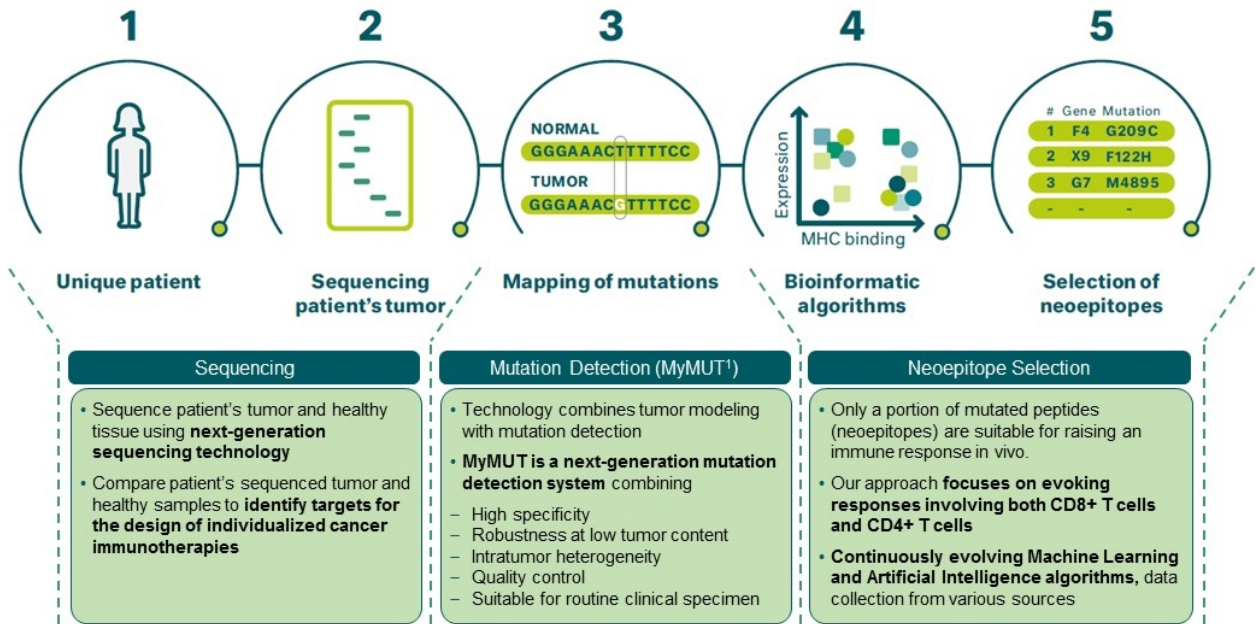 1
2
3
4
5
NORMAL
GGGAAACTTTTTCC
TUMOR
GGGAAACGTTTTCC
Expression
MHC binding
# Gene Mutation
1 F4 G209C
2 X9 F122H
3 G7 M4895
- - -
Unique patient
Sequencing
patient's tumor
Mapping of mutations
Bioinformatic
algorithms
Selection of
neoepitopes
Sequencing
• Sequence patient's tumor and healthy
tissue using next-generation
sequencing technology
• Compare patient's sequenced tumor and
healthy samples to identify targets for
the design of individualized cancer
immunotherapies
Mutation Detection (MyMUT¹)
• Technology combines tumor modeling
with mutation detection
• MyMUT is a next-generation mutation
detection system combining
– High specificity
– Robustness at low tumor content
– Intratumor heterogeneity
– Quality control
– Suitable for routine clinical specimen
Neoepitope Selection
• Only a portion of mutated peptides
(neoepitopes) are suitable for raising an
immune response in vivo.
• Our approach focuses on evoking
responses involving both CD8+ T cells
and CD4+ T cells
• Continuously evolving Machine Learning
and Artificial Intelligence algorithms, data
collection from various sources